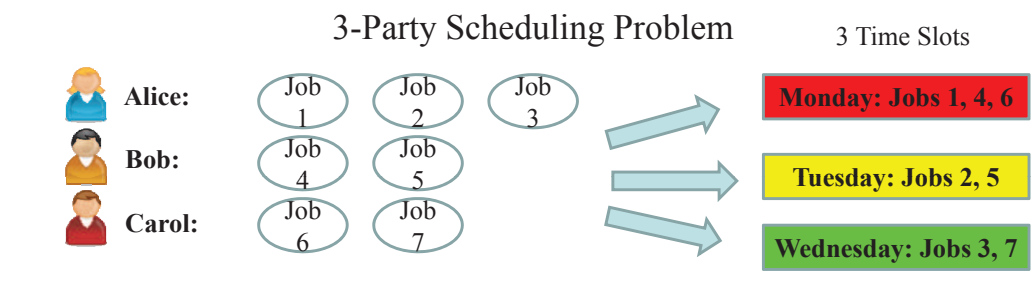 3-Party Scheduling Problem
3 Time Slots
Alice:
Job
1
Job
2
Job
3
Monday: Jobs 1, 4, 6
Bob:
Job
4
Job
5
Tuesday: Jobs 2, 5
Carol:
Job
6
Job
7
Wednesday: Jobs 3, 7